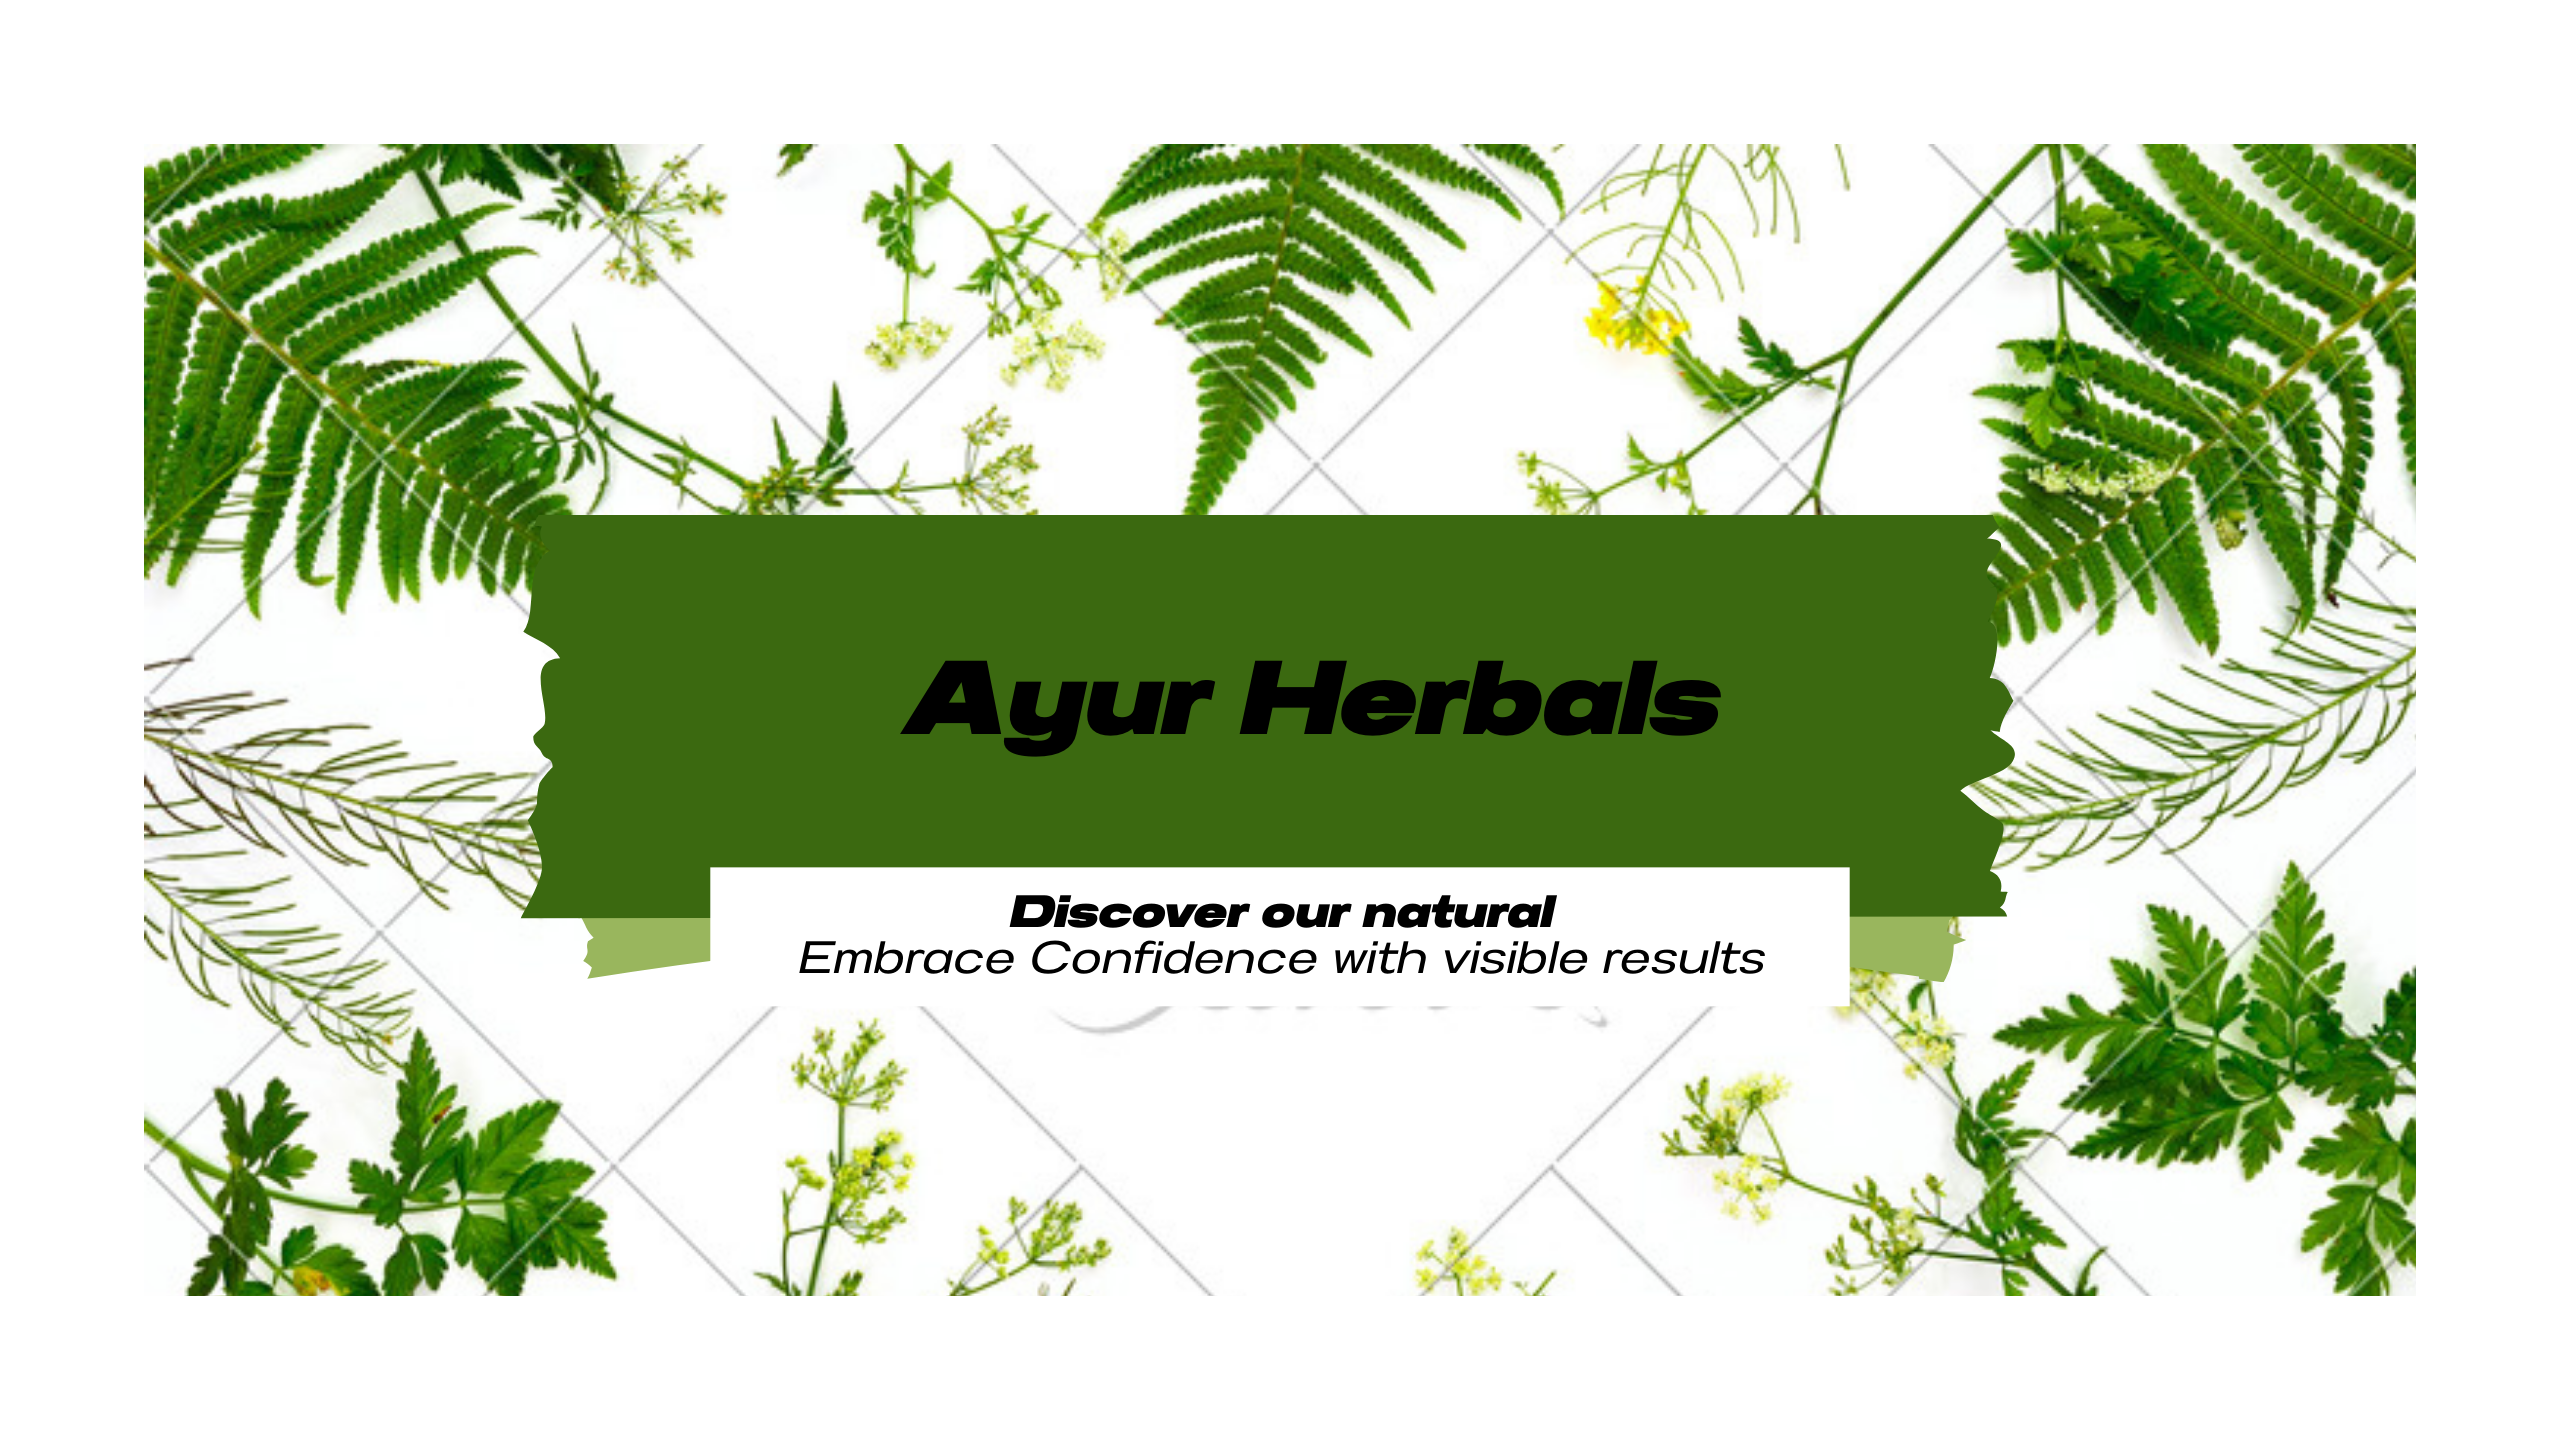 Ayur Herbals
Discover our natural
Embrace Confidence with visible results